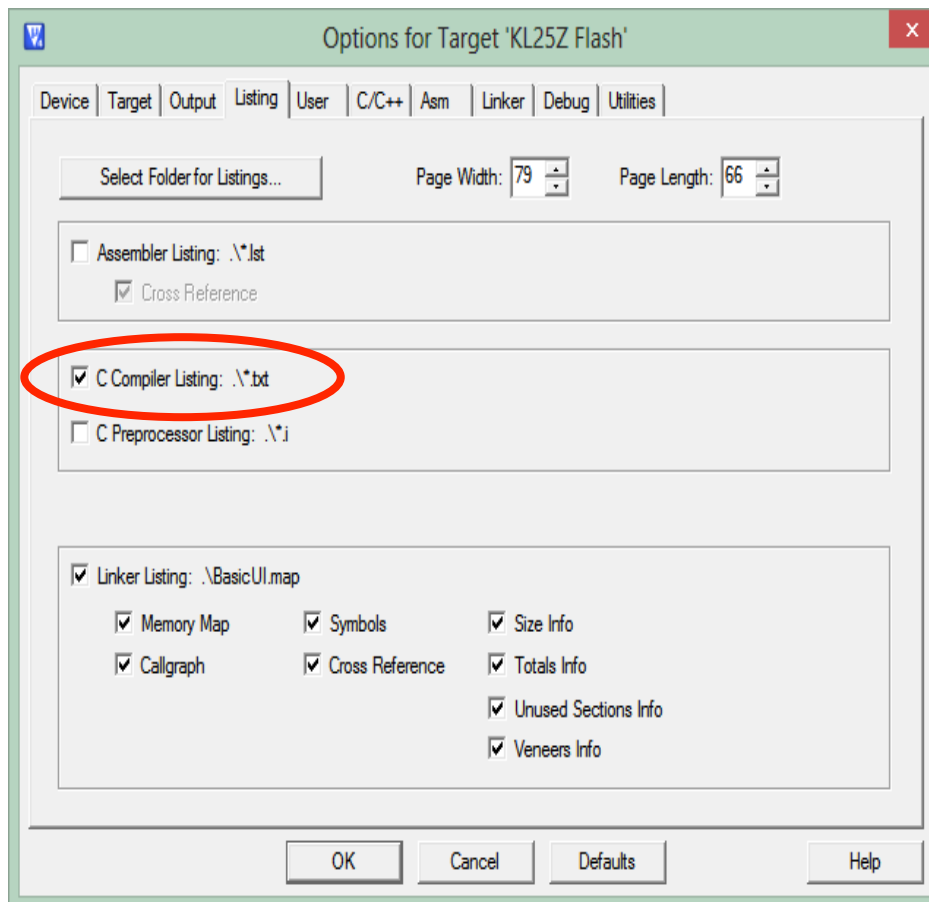 Options for Target 'KL25Z Flash'
x
Device Target Output Listing User C/C++ Asm Linker Debug Utilities
Select Folder for Listings... Page Width: 79 Page Length: 66
Assembler Listing: .\*.lst
Cross Reference
C Compiler Listing: .\*.txt
C Preprocessor Listing: .\*.i
Linker Listing: .\BasicUI.map
Memory Map Symbols Size Info
Callgraph Cross Reference Totals Info
Unused Sections Info
Veneers Info
OK Cancel Defaults Help